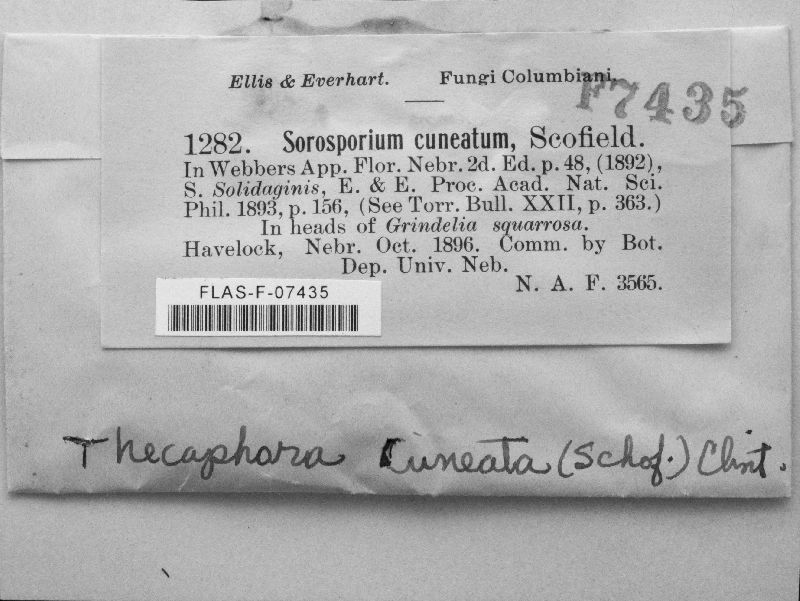 Ellis & Everhart. Fungi Columbiani.
F7435
1282. Sorosporium cuneatum, Scofield.
In Webbers App. Flor. Nebr. 2d. Ed. p. 48, (1892),
S. Solidaginis, E. & E. Proc. Acad. Nat. Sci.
Phil. 1893, p. 156, (See Torr. Bull. XXII, p. 363.)
In heads of Grindelia squarrosa.
Havelock, Nebr. Oct. 1896. Comm. by Bot.
Dep. Univ. Neb.
N. A. F. 3565.
FLAS-F-07435
Thecaphora cuneata (Schof.) Clint.